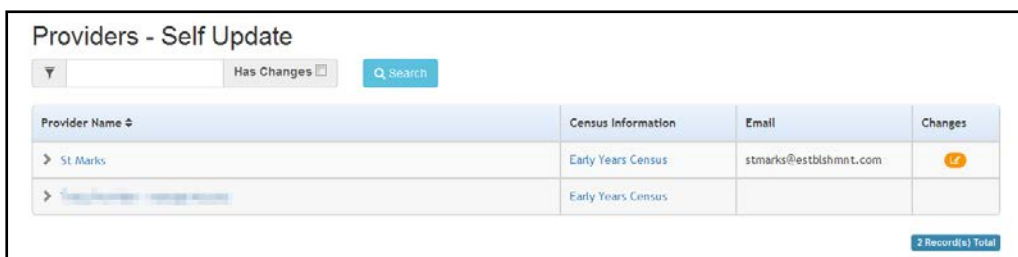 Providers - Self Update
Has Changes
Search
Provider Name Census Information Email Changes
St Marks Early Years Census stmarks@estblshmnt.com
Early Years Census
2 Record(s) Total